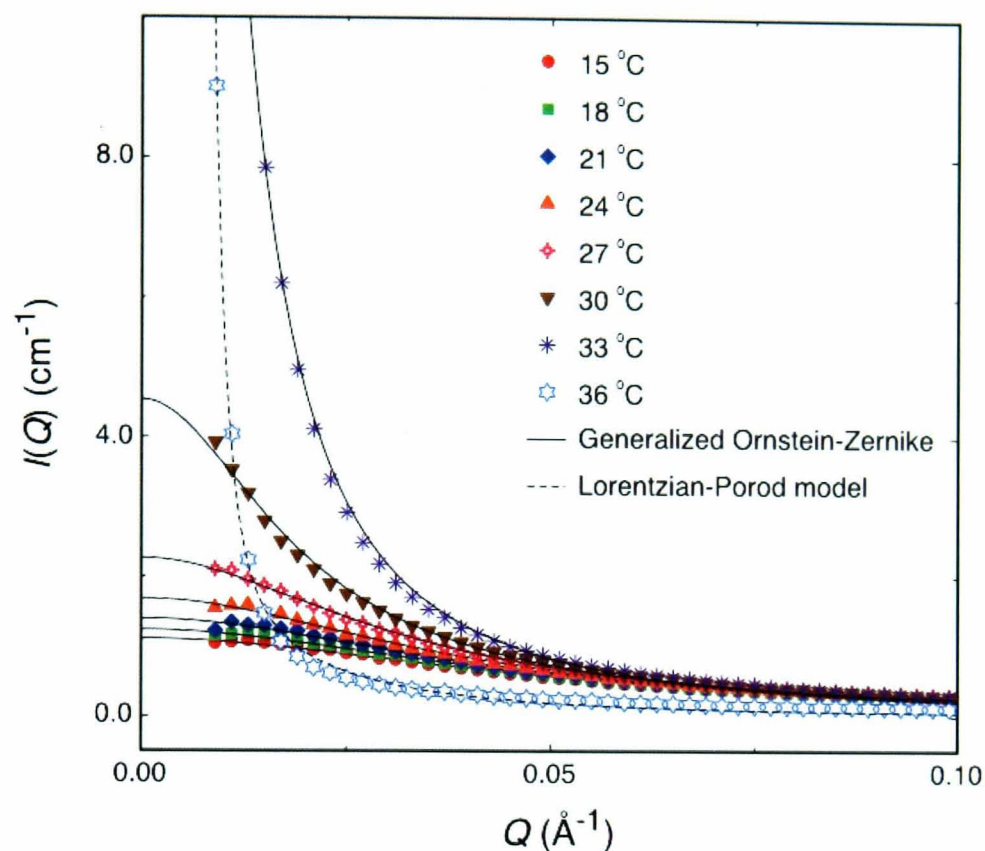 8.0
4.0
0.0
I(Q) (cm⁻¹)
15 °C
18 °C
21 °C
24 °C
27 °C
30 °C
33 °C
36 °C
Generalized Ornstein-Zernike
Lorentzian-Porod model
0.00
0.05
0.10
Q (Å⁻¹)